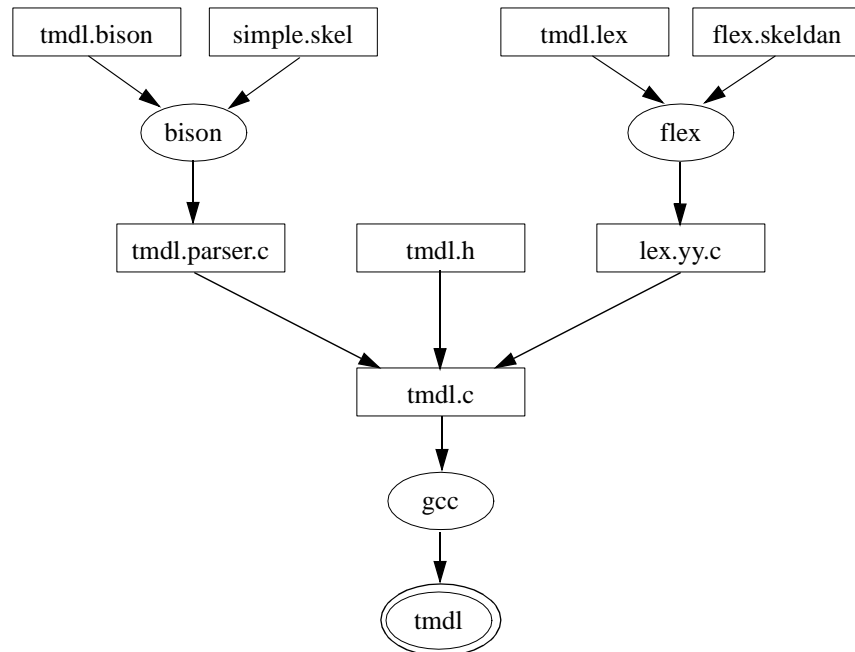 tmdl.bison
simple.skel
tmdl.lex
flex.skeldan
bison
flex
tmdl.parser.c
tmdl.h
lex.yy.c
tmdl.c
gcc
tmdl